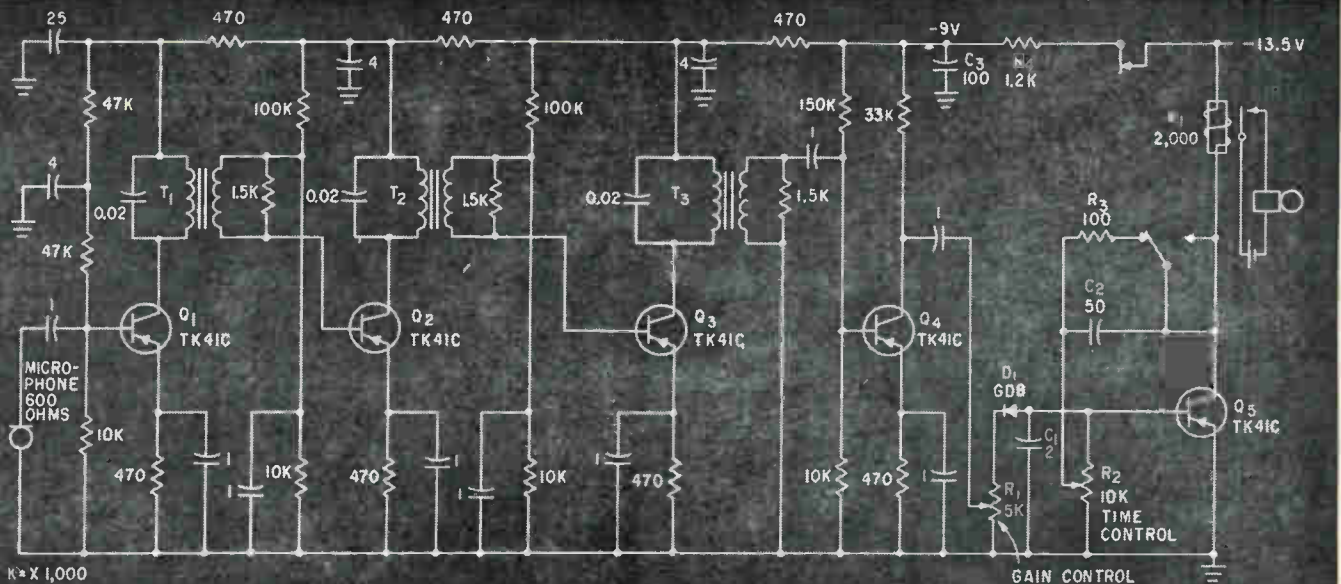 25
470
470
470
-9V
-13.5V
4
4
C3
100
1.2K
47K
100K
100K
150K
33K
2,000
4
1
0.02
T1
1.5K
0.02
T2
1.5K
0.02
T3
1.5K
R3
100
47K
1
C2
50
1
Q1
TK41C
Q2
TK41C
Q3
TK41C
Q4
TK41C
MICRO-
PHONE
600
OHMS
D1
GD8
Q5
TK41C
10K
C1
2
470
1
1
10K
470
1
1
10K
1
470
10K
470
1
R1
5K
R2
10K
TIME
CONTROL
K=X 1,000
GAIN CONTROL